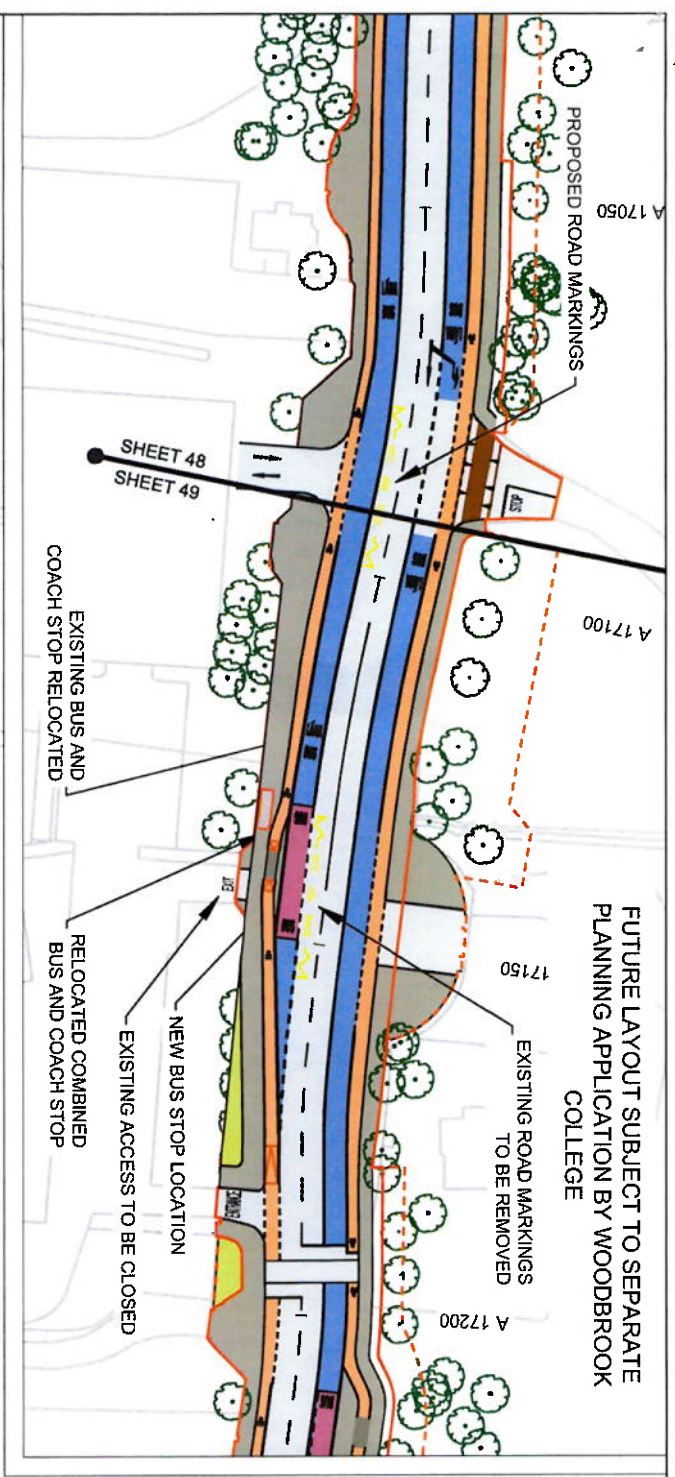 FUTURE LAYOUT SUBJECT TO SEPARATE
PLANNING APPLICATION BY WOODBROOK
COLLEGE
PROPOSED ROAD MARKINGS
A 17050
A 17100
17150
A 17200
SHEET 48
SHEET 49
STOP
EXISTING ROAD MARKINGS
TO BE REMOVED
EXISTING BUS AND
COACH STOP RELOCATED
RELOCATED COMBINED
BUS AND COACH STOP
EXISTING ACCESS TO BE CLOSED
NEW BUS STOP LOCATION
EXIT